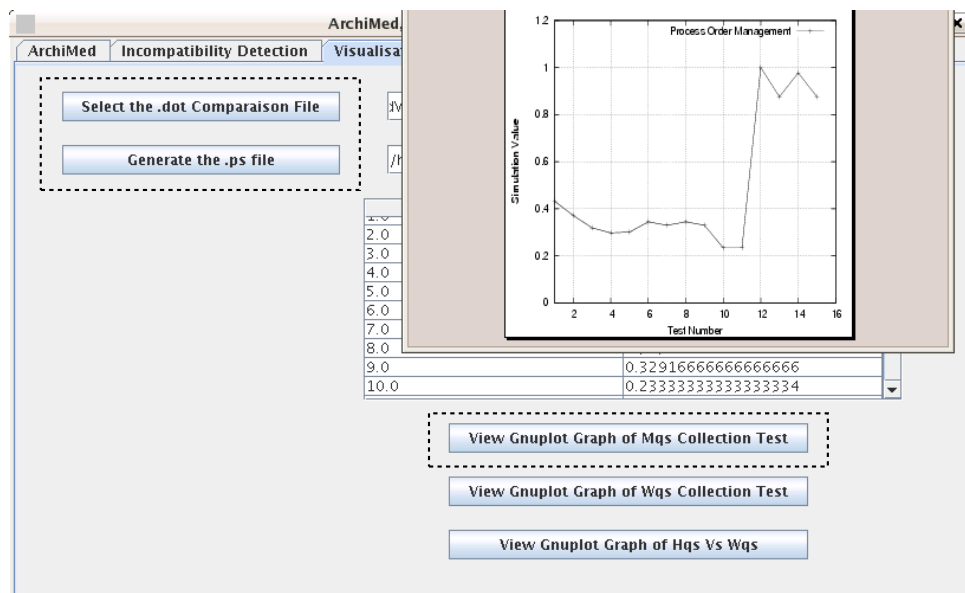 ArchiMed,
ArchiMed
Incompatibility Detection
Select the .dot Comparaison File
Generate the .ps file
2.0
3.0
4.0
5.0
6.0
7.0
8.0
9.0 0.32916666666666666
10.0 0.23333333333333334
1.2
1
0.8
0.6
0.4
0.2
0
2 4 6 8 10 12 14 16
Process Order Management
Simulation Value
Test Number
View Gnuplot Graph of Mqs Collection Test
View Gnuplot Graph of Wqs Collection Test
View Gnuplot Graph of Hqs Vs Wqs